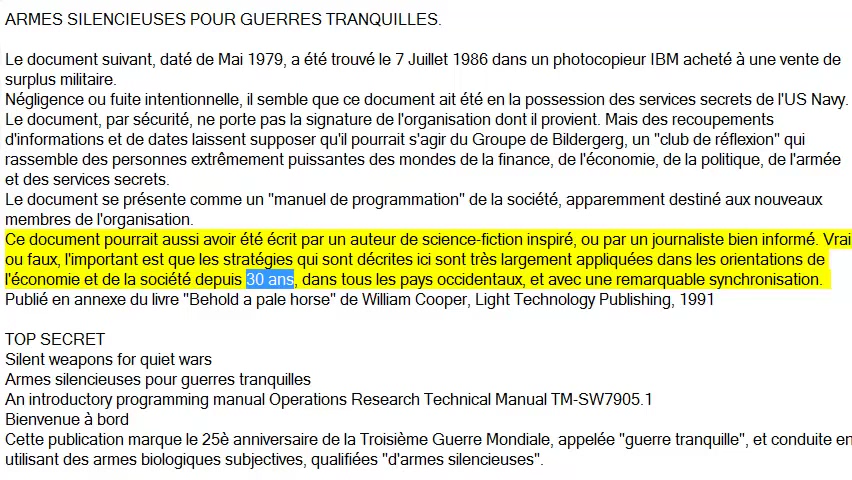 ARMES SILENCIEUSES POUR GUERRES TRANQUILLES.
Le document suivant, daté de Mai 1979, a été trouvé le 7 Juillet 1986 dans un photocopieur IBM acheté à une vente de
surplus militaire.
Négligence ou fuite intentionnelle, il semble que ce document ait été en la possession des services secrets de l'US Navy.
Le document, par sécurité, ne porte pas la signature de l'organisation dont il provient. Mais des recoupements
d'informations et de dates laissent supposer qu'il pourrait s'agir du Groupe de Bildergerg, un "club de réflexion" qui
rassemble des personnes extrêmement puissantes des mondes de la finance, de l'économie, de la politique, de l'armée
et des services secrets.
Le document se présente comme un "manuel de programmation" de la société, apparemment destiné aux nouveaux
membres de l'organisation.
Ce document pourrait aussi avoir été écrit par un auteur de science-fiction inspiré, ou par un journaliste bien informé. Vrai
ou faux, l'important est que les stratégies qui sont décrites ici sont très largement appliquées dans les orientations de
l'économie et de la société depuis 30 ans, dans tous les pays occidentaux, et avec une remarquable synchronisation.
Publié en annexe du livre "Behold a pale horse" de William Cooper, Light Technology Publishing, 1991
TOP SECRET
Silent weapons for quiet wars
Armes silencieuses pour guerres tranquilles
An introductory programming manual Operations Research Technical Manual TM-SW7905.1
Bienvenue à bord
Cette publication marque le 25è anniversaire de la Troisième Guerre Mondiale, appelée "guerre tranquille", et conduite en
utilisant des armes biologiques subjectives, qualifiées "d'armes silencieuses".